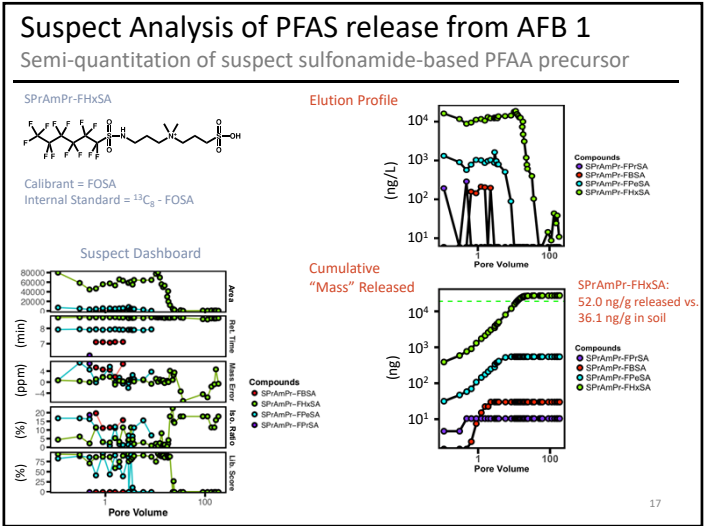 Suspect Analysis of PFAS release from AFB 1
Semi-quantitation of suspect sulfonamide-based PFAA precursor
SPrAmPr-FHxSA
F F F F F F O H N N+ O S OH
F F F F F F F S O O
Calibrant = FOSA
Internal Standard = ¹³C₈ - FOSA
Suspect Dashboard
80000
60000
40000
20000
0
Area
(min)
8
7
Ret. Time
(ppm)
4
0
−4
Mass Error
(%)
20
15
10
5
0
Iso. Ratio
(%)
75
50
25
0
Lib. Score
1
100
Pore Volume
Compounds
SPrAmPr−FBSA
SPrAmPr−FHxSA
SPrAmPr−FPeSA
SPrAmPr−FPrSA
Elution Profile
(ng/L)
10⁴
10³
10²
10¹
1
100
Pore Volume
Compounds
SPrAmPr-FPrSA
SPrAmPr-FBSA
SPrAmPr-FPeSA
SPrAmPr-FHxSA
Cumulative
“Mass” Released
(ng)
10⁴
10³
10²
10¹
1
100
Pore Volume
SPrAmPr-FHxSA:
52.0 ng/g released vs.
36.1 ng/g in soil
Compounds
SPrAmPr-FPrSA
SPrAmPr-FBSA
SPrAmPr-FPeSA
SPrAmPr-FHxSA
17